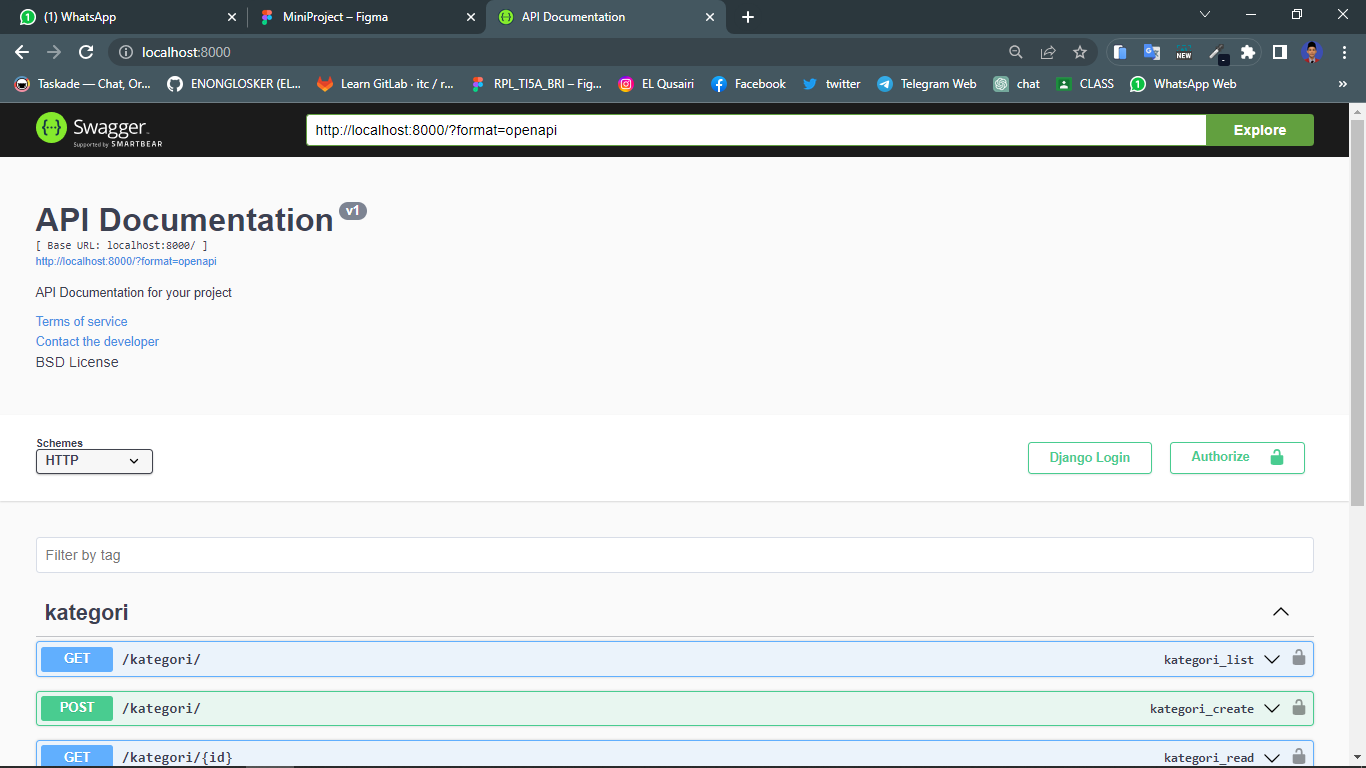 (1) WhatsApp
MiniProject – Figma
API Documentation
localhost:8000
NEW
Taskade — Chat, Or...
ENONGLOSKER (EL...
Learn GitLab · itc / r...
RPL_TI5A_BRI – Fig...
EL Qusairi
Facebook
twitter
Telegram Web
chat
CLASS
WhatsApp Web
»
Swagger
Supported by SMARTBEAR
http://localhost:8000/?format=openapi
Explore
API Documentation v1
[ Base URL: localhost:8000/ ]
http://localhost:8000/?format=openapi
API Documentation for your project
Terms of service
Contact the developer
BSD License
Schemes
HTTP
Django Login
Authorize
Filter by tag
kategori
GET /kategori/ kategori_list
POST /kategori/ kategori_create
GET /kategori/{id} kategori_read